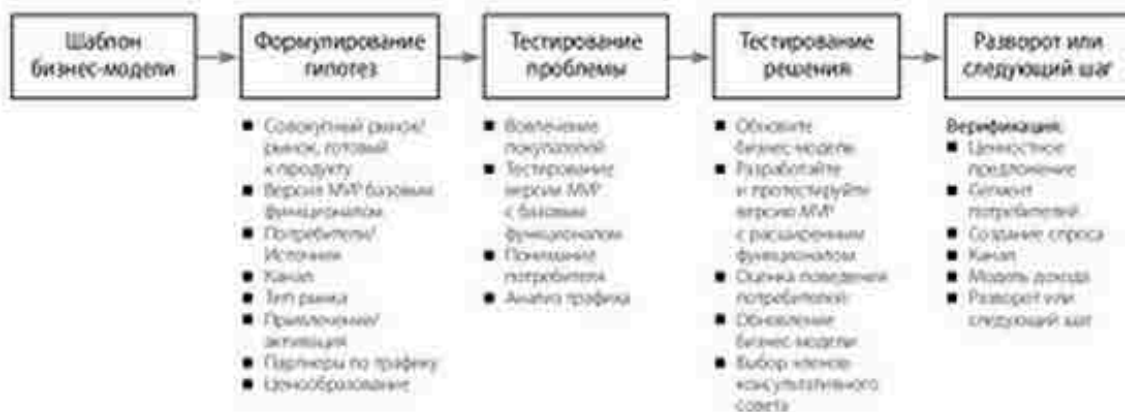 Шаблон
бизнес-модели
Формулирование
гипотез
Тестирование
проблемы
Тестирование
решения
Разворот или
следующий шаг
■ Совокупный рынок/
рынок, готовый
к продукту
■ Версия MVP базовым
функционалом
■ Потребители/
Источник
■ Канал
■ Тип рынка
■ Привлечение/
активация
■ Партнеры по трафику
■ Ценообразование
■ Вовлечение
покупателей
■ Тестирование
версии MVP
с базовым
функционалом
■ Понимание
потребителя
■ Анализ трафика
■ Обновите
бизнес-модель
■ Разработайте
и протестируйте
версию MVP
с расширенным
функционалом
■ Оценка поведения
потребителей
■ Обновление
бизнес-модели
■ Выбор членов
консультативного
совета
Верификация:
■ Ценностное
предложение
■ Сегмент
потребителей
■ Создание спроса
■ Канал
■ Модель дохода
■ Разворот или
следующий шаг